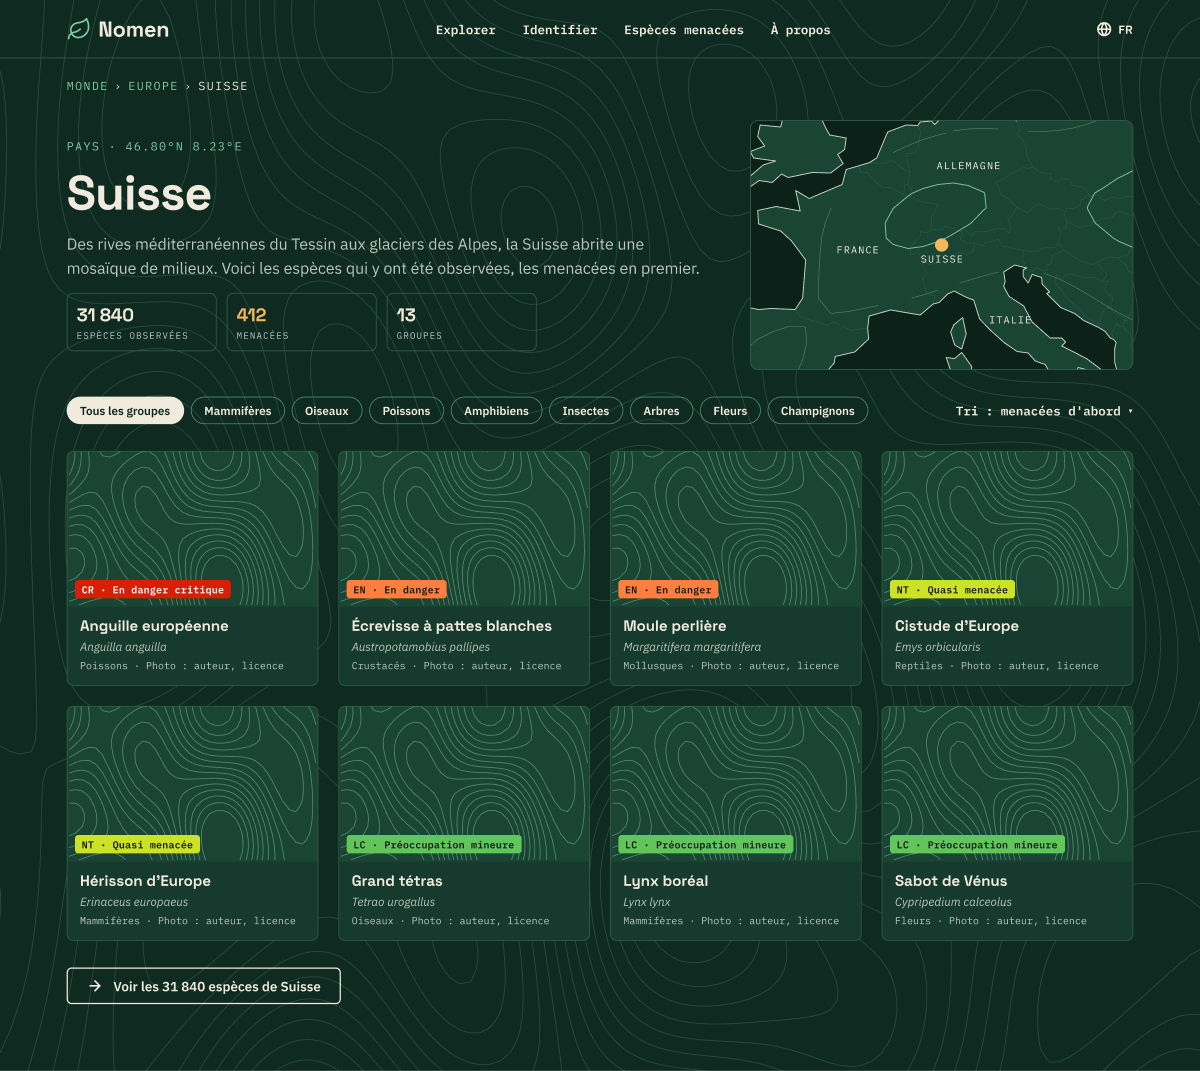 Nomen
Explorer
Identifier
Espèces menacées
À propos
FR
MONDE › EUROPE › SUISSE
PAYS · 46.80°N 8.23°E
Suisse
Des rives méditerranéennes du Tessin aux glaciers des Alpes, la Suisse abrite une
mosaïque de milieux. Voici les espèces qui y ont été observées, les menacées en premier.
31 840
ESPÈCES OBSERVÉES
412
MENACÉES
13
GROUPES
ALLEMAGNE
FRANCE
SUISSE
ITALIE
Tous les groupes
Mammifères
Oiseaux
Poissons
Amphibiens
Insectes
Arbres
Fleurs
Champignons
Tri : menacées d'abord ▾
CR · En danger critique
Anguille européenne
Anguilla anguilla
Poissons · Photo : auteur, licence
EN · En danger
Écrevisse à pattes blanches
Austropotamobius pallipes
Crustacés · Photo : auteur, licence
EN · En danger
Moule perlière
Margaritifera margaritifera
Mollusques · Photo : auteur, licence
NT · Quasi menacée
Cistude d’Europe
Emys orbicularis
Reptiles · Photo : auteur, licence
NT · Quasi menacée
Hérisson d’Europe
Erinaceus europaeus
Mammifères · Photo : auteur, licence
LC · Préoccupation mineure
Grand tétras
Tetrao urogallus
Oiseaux · Photo : auteur, licence
LC · Préoccupation mineure
Lynx boréal
Lynx lynx
Mammifères · Photo : auteur, licence
LC · Préoccupation mineure
Sabot de Vénus
Cypripedium calceolus
Fleurs · Photo : auteur, licence
→ Voir les 31 840 espèces de Suisse